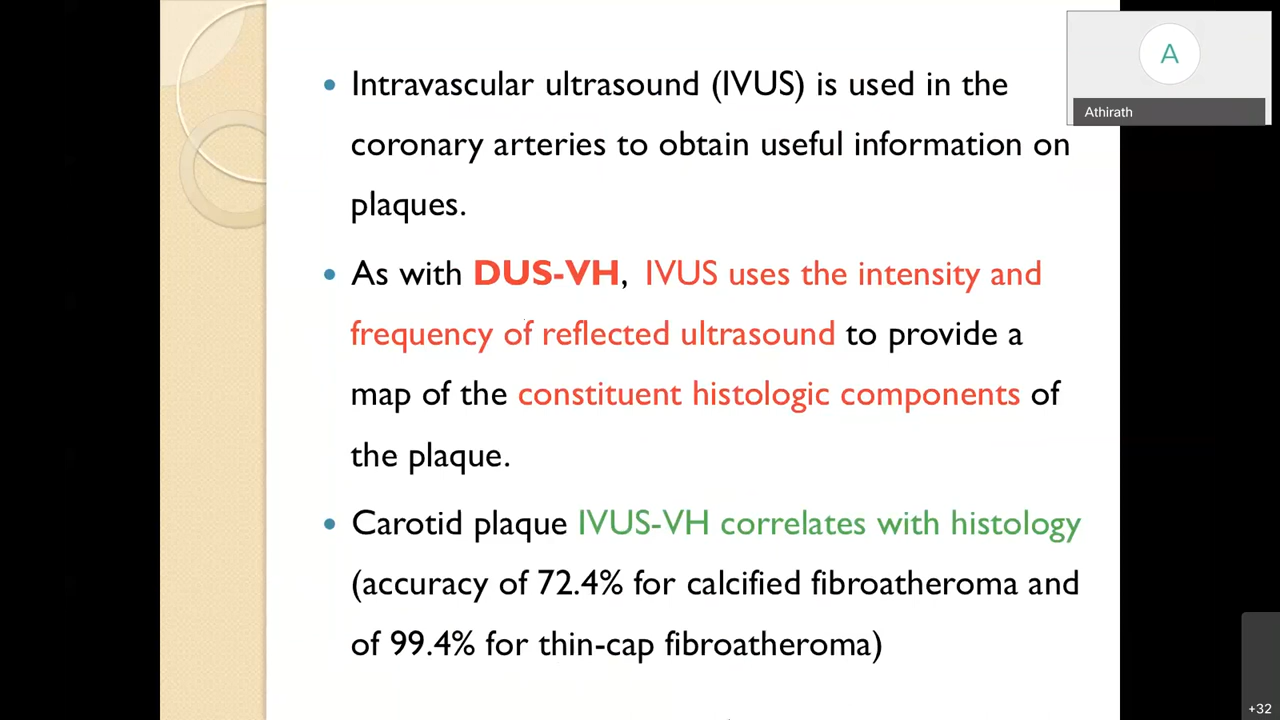 • Intravascular ultrasound (IVUS) is used in the
coronary arteries to obtain useful information on
plaques.
• As with DUS-VH, IVUS uses the intensity and
frequency of reflected ultrasound to provide a
map of the constituent histologic components of
the plaque.
• Carotid plaque IVUS-VH correlates with histology
(accuracy of 72.4% for calcified fibroatheroma and
of 99.4% for thin-cap fibroatheroma)
A
Athirath
+32